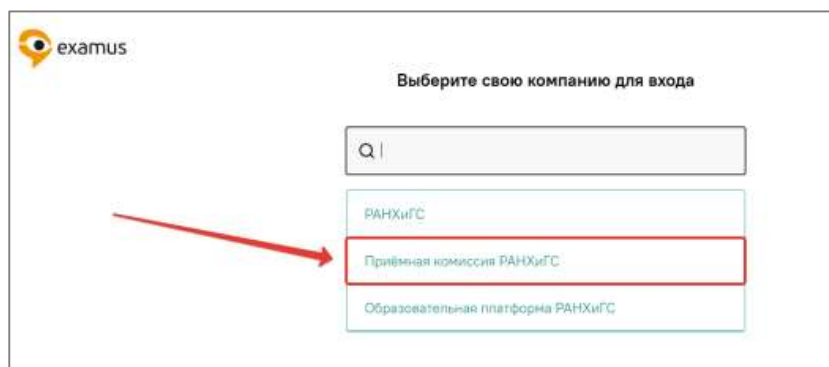 examus
Выберите свою компанию для входа
РАНХиГС
Приёмная комиссия РАНХиГС
Образовательная платформа РАНХиГС